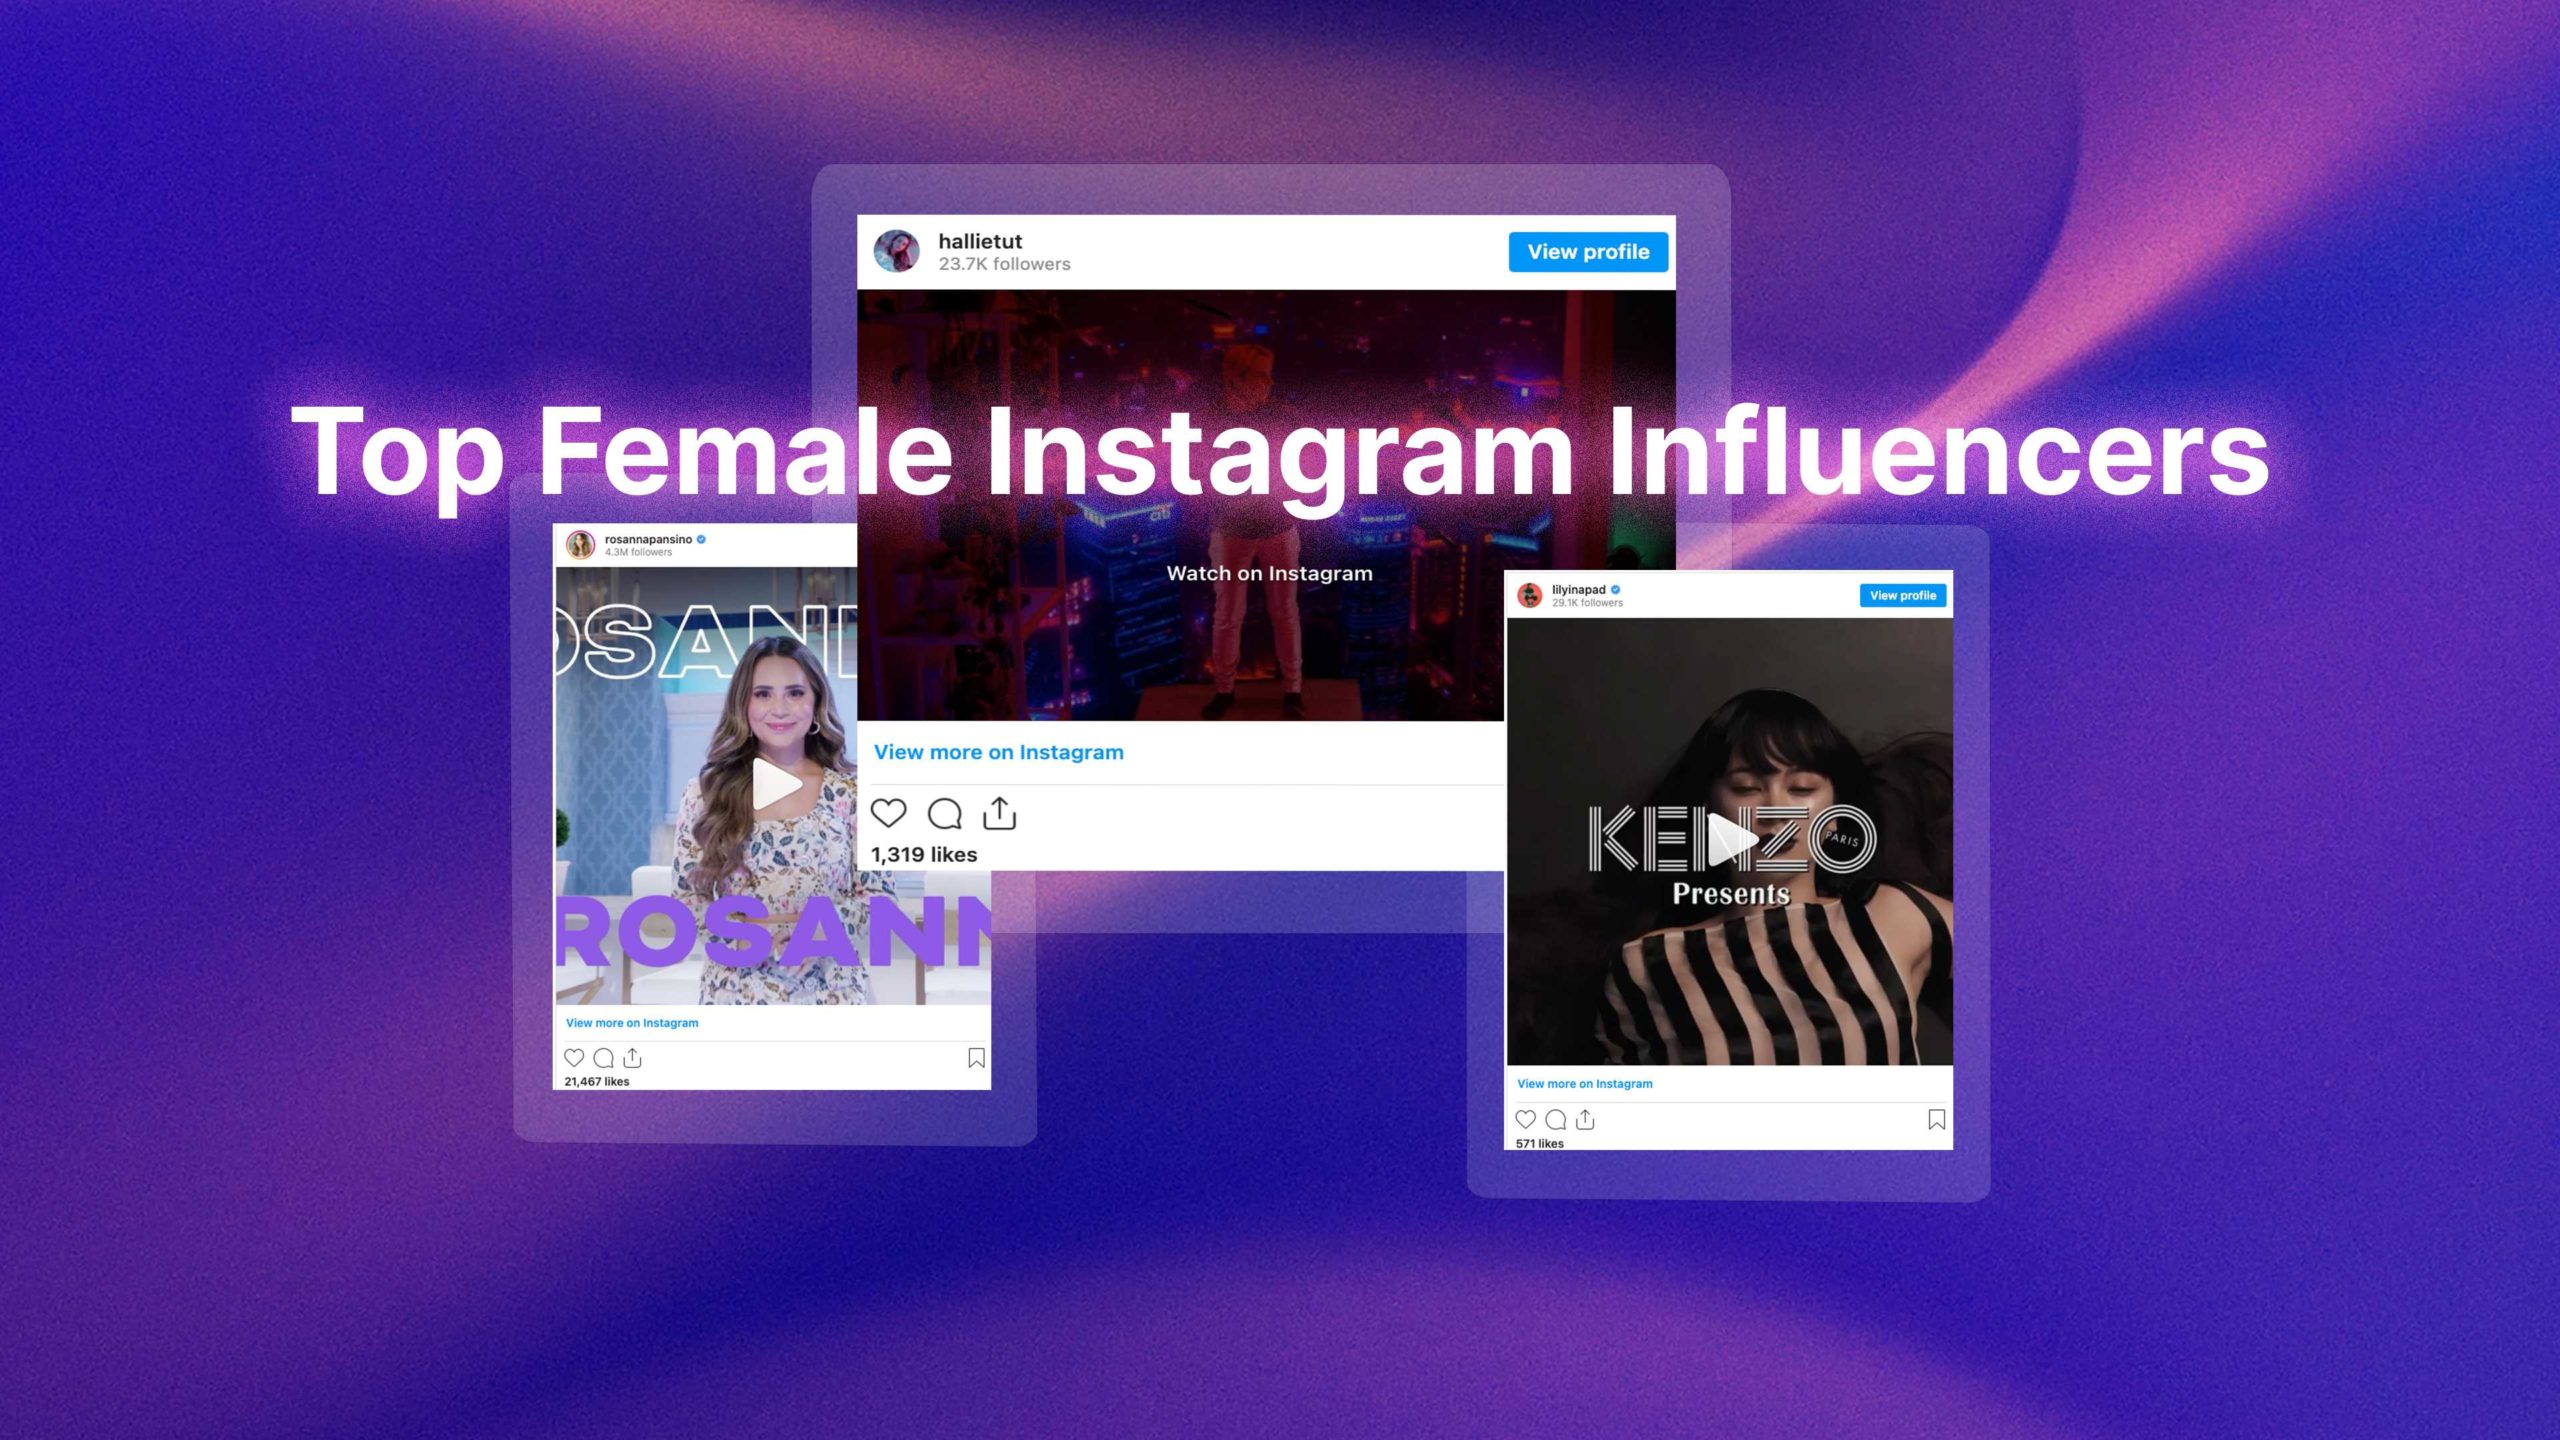 hallietut
23.7K followers
View profile
Top Female Instagram Influencers
citi
Watch on Instagram
View more on Instagram
1,319 likes
rosannapansino
4.3M followers
OSANN
ROSANN
View more on Instagram
21,467 likes
lilyinapad
29.1K followers
View profile
KENZO
PARIS
Presents
View more on Instagram
571 likes